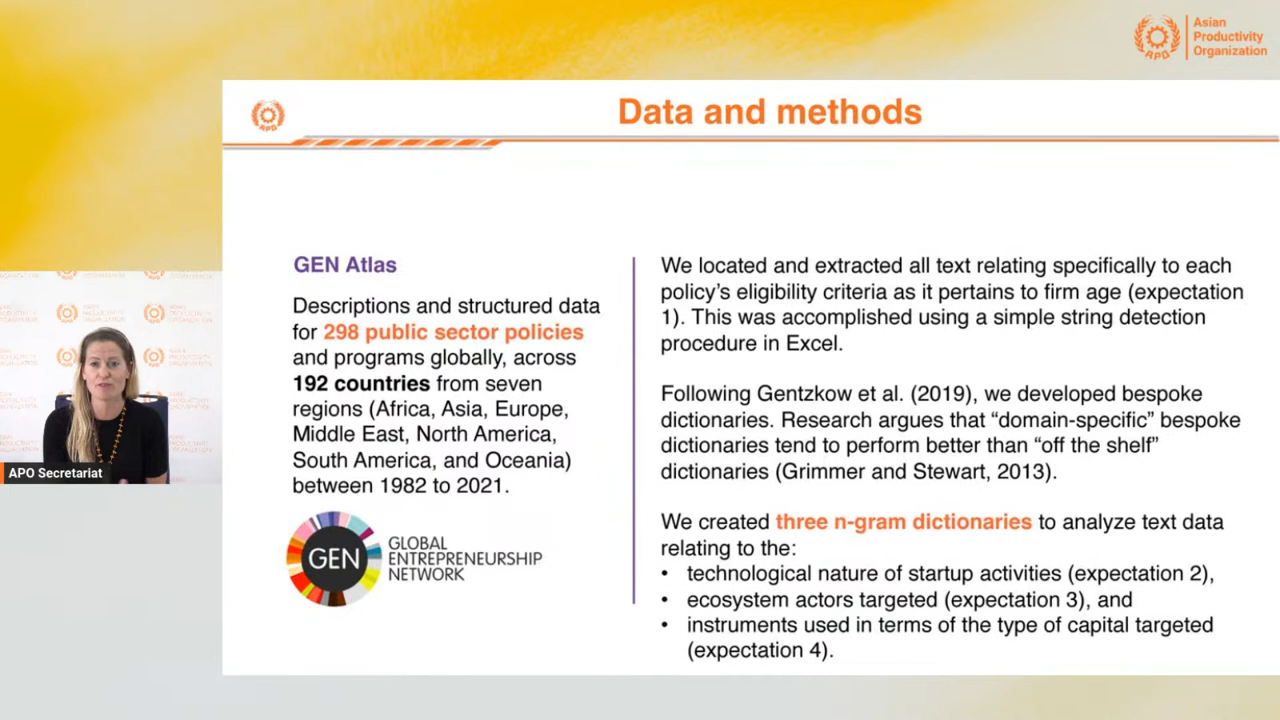 Asian
Productivity
Organization
APO
APO
Data and methods
GEN Atlas
Descriptions and structured data
for 298 public sector policies
and programs globally, across
192 countries from seven
regions (Africa, Asia, Europe,
Middle East, North America,
South America, and Oceania)
between 1982 to 2021.
GEN
GLOBAL
ENTREPRENEURSHIP
NETWORK
We located and extracted all text relating specifically to each
policy’s eligibility criteria as it pertains to firm age (expectation
1). This was accomplished using a simple string detection
procedure in Excel.
Following Gentzkow et al. (2019), we developed bespoke
dictionaries. Research argues that “domain-specific” bespoke
dictionaries tend to perform better than “off the shelf”
dictionaries (Grimmer and Stewart, 2013).
We created three n-gram dictionaries to analyze text data
relating to the:
• technological nature of startup activities (expectation 2),
• ecosystem actors targeted (expectation 3), and
• instruments used in terms of the type of capital targeted
(expectation 4).
APO Secretariat